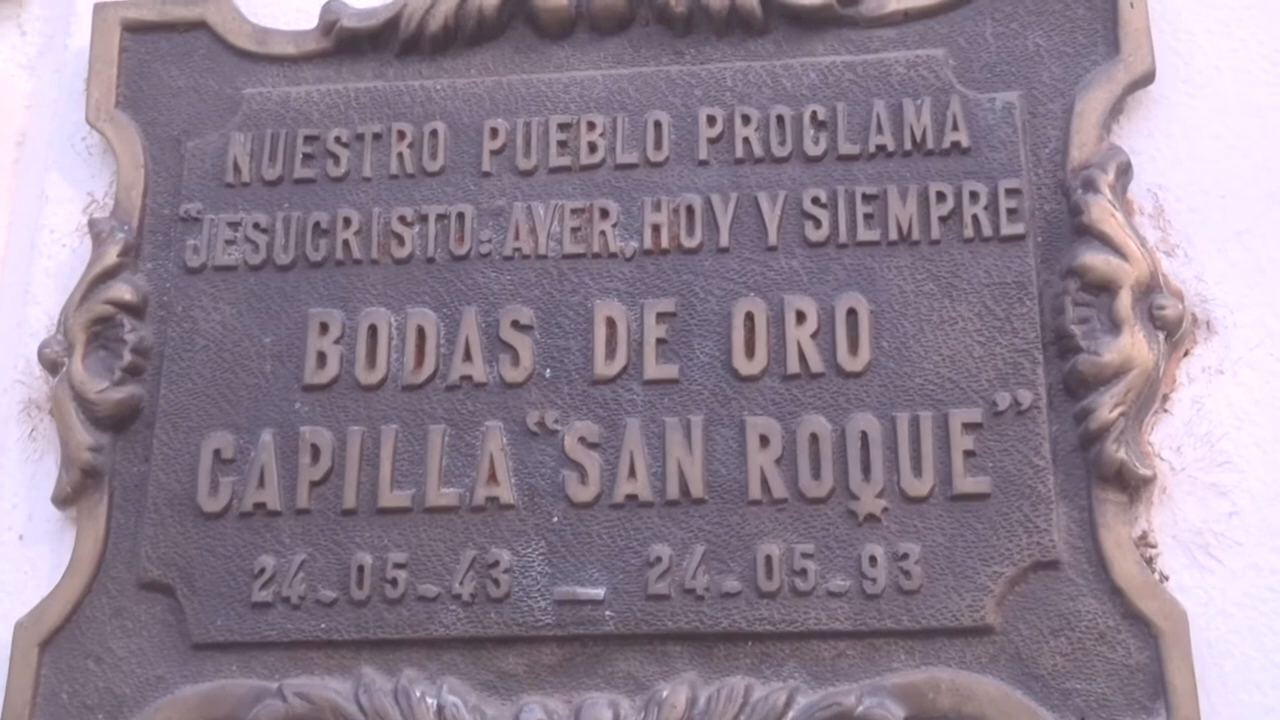 NUESTRO PUEBLO PROCLAMA
“JESUCRISTO: AYER, HOY Y SIEMPRE
BODAS DE ORO
CAPILLA “SAN ROQUE”
24-05-43 — 24-05-93